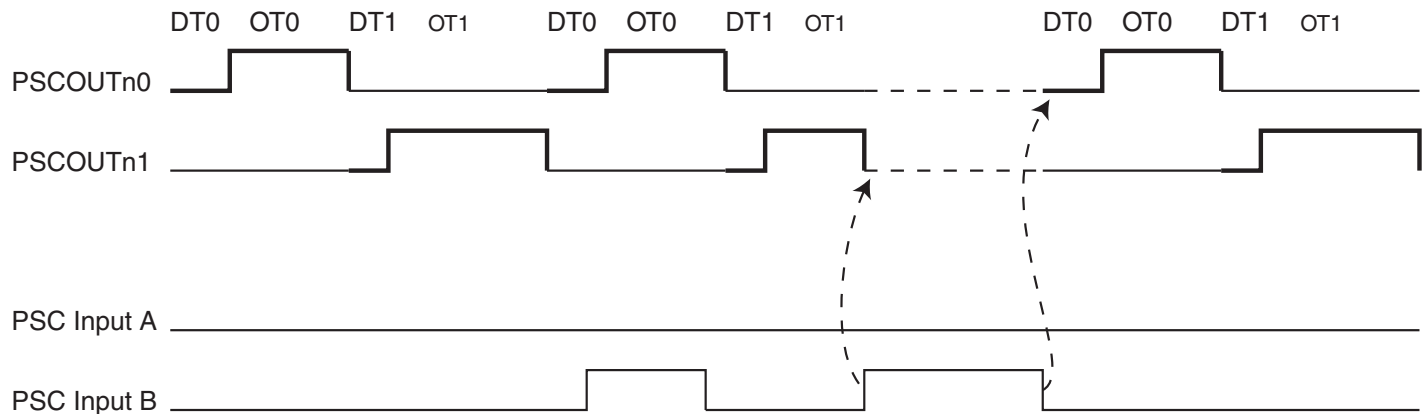 DT0 OT0 DT1 OT1 DT0 OT0 DT1 OT1 DT0 OT0 DT1 OT1
PSCOUTn0
PSCOUTn1
PSC Input A
PSC Input B